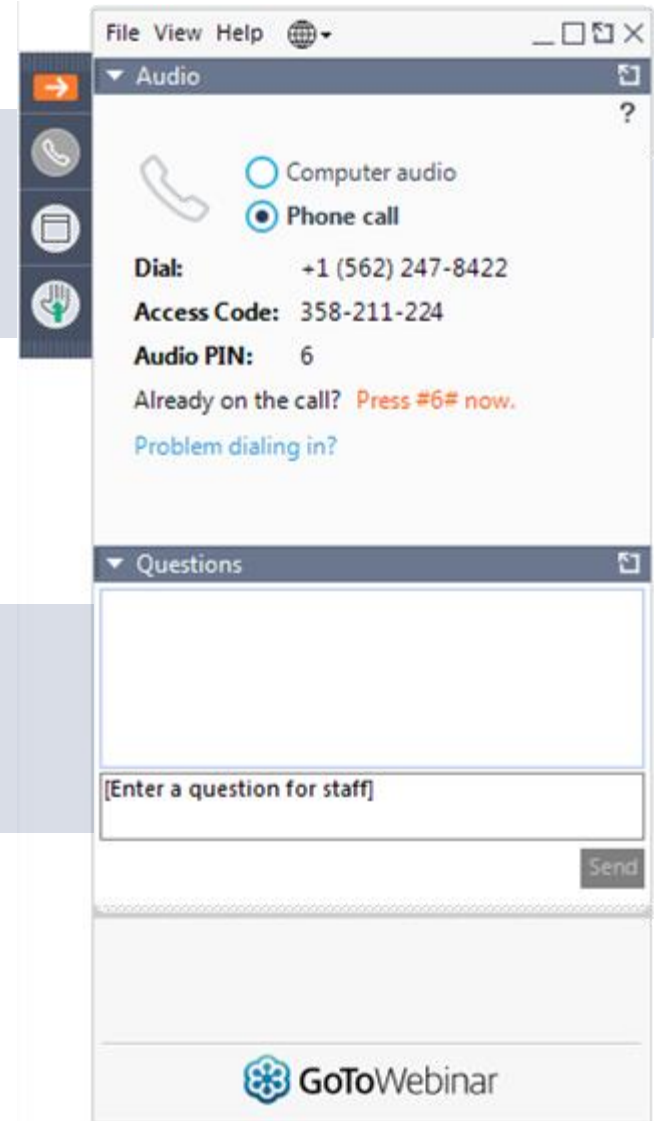 File View Help
Audio
?
Computer audio
Phone call
Dial: +1 (562) 247-8422
Access Code: 358-211-224
Audio PIN: 6
Already on the call? Press #6# now.
Problem dialing in?
Questions
[Enter a question for staff]
Send
GoToWebinar